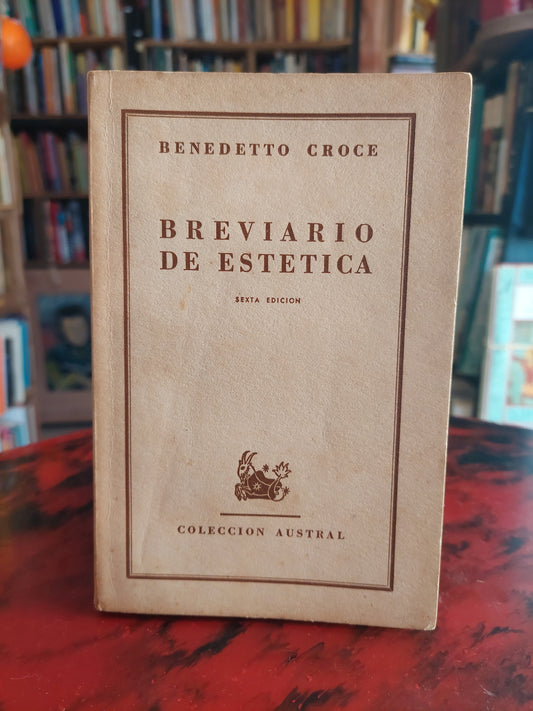 BENEDETTO CROCE
BREVIARIO
DE ESTETICA
SEXTA EDICION
COLECCION AUSTRAL